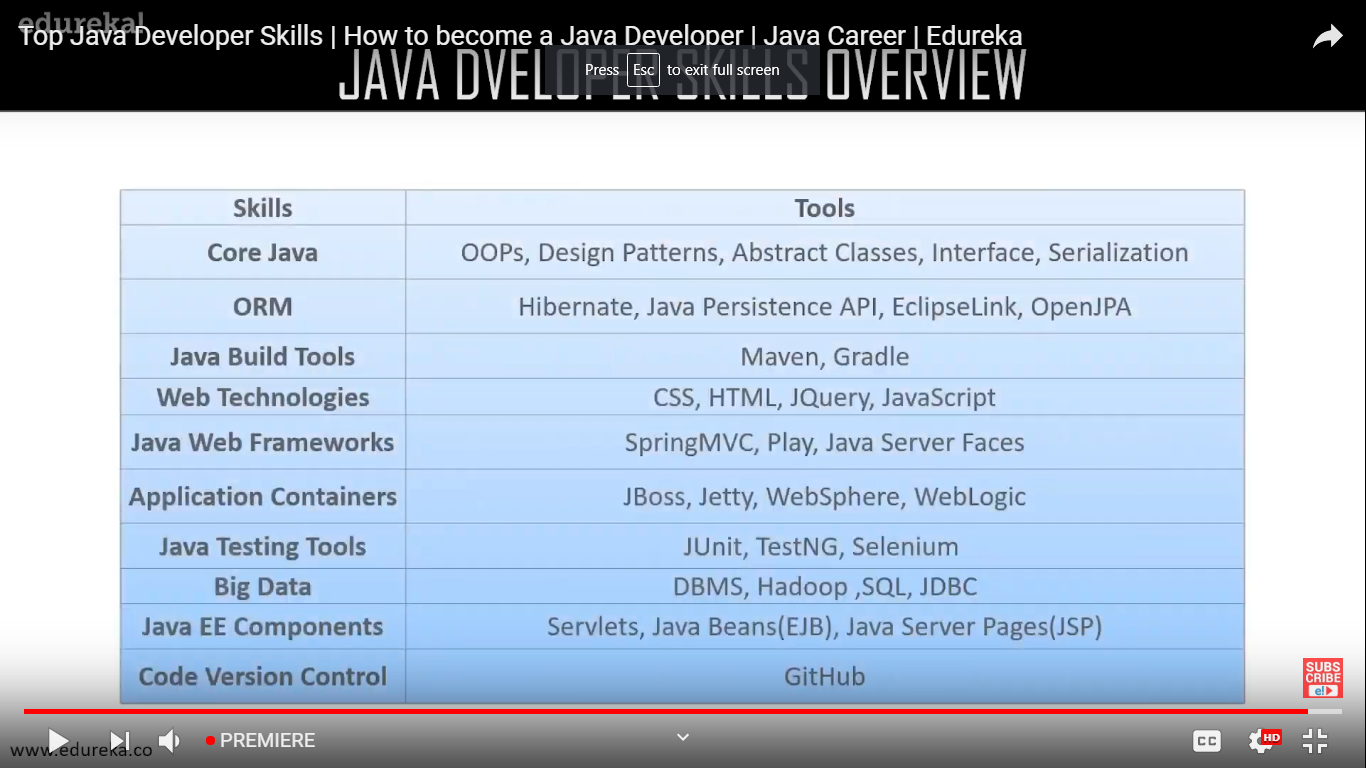 edureka!
Top Java Developer Skills | How to become a Java Developer | Java Career | Edureka
Press Esc to exit full screen
JAVA DVELOPER SKILLS OVERVIEW
Skills Tools
Core Java OOPs, Design Patterns, Abstract Classes, Interface, Serialization
ORM Hibernate, Java Persistence API, EclipseLink, OpenJPA
Java Build Tools Maven, Gradle
Web Technologies CSS, HTML, JQuery, JavaScript
Java Web Frameworks SpringMVC, Play, Java Server Faces
Application Containers JBoss, Jetty, WebSphere, WebLogic
Java Testing Tools JUnit, TestNG, Selenium
Big Data DBMS, Hadoop ,SQL, JDBC
Java EE Components Servlets, Java Beans(EJB), Java Server Pages(JSP)
Code Version Control GitHub
SUBS
CRIBE
e!
PREMIERE
www.edureka.co
CC
HD